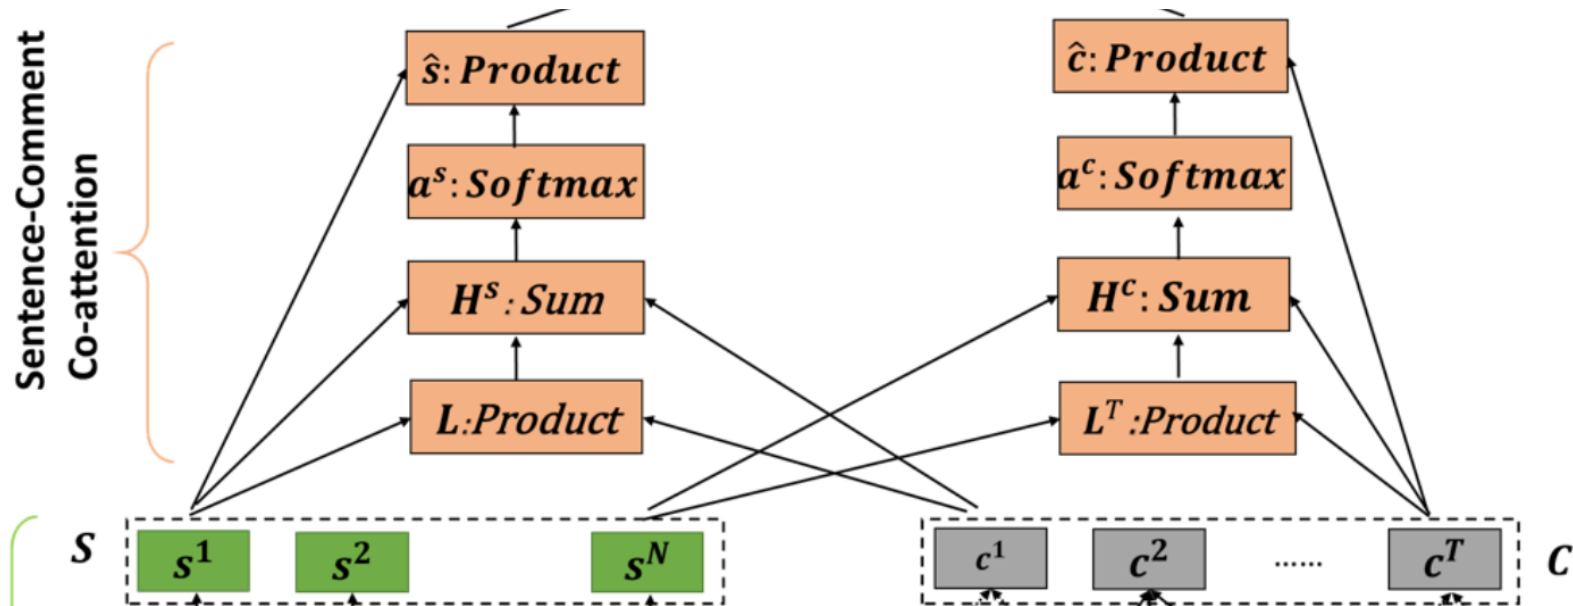 Sentence-Comment
Co-attention
ŝ: Product
ĉ: Product
aˢ: Softmax
aᶜ: Softmax
Hˢ: Sum
Hᶜ: Sum
L:Product
Lᵀ :Product
S
s¹
s²
sᴺ
c¹
c²
......
cᵀ
C